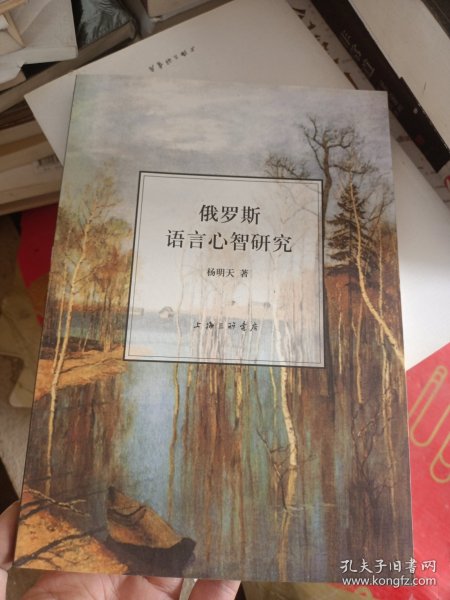 俄罗斯
语言心智研究
杨明天 著
上海三联书店
孔夫子旧书网
www.kongfz.com